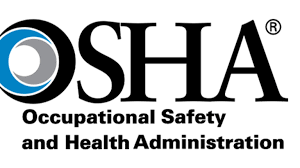 OSHA®
Occupational Safety
and Health Administration